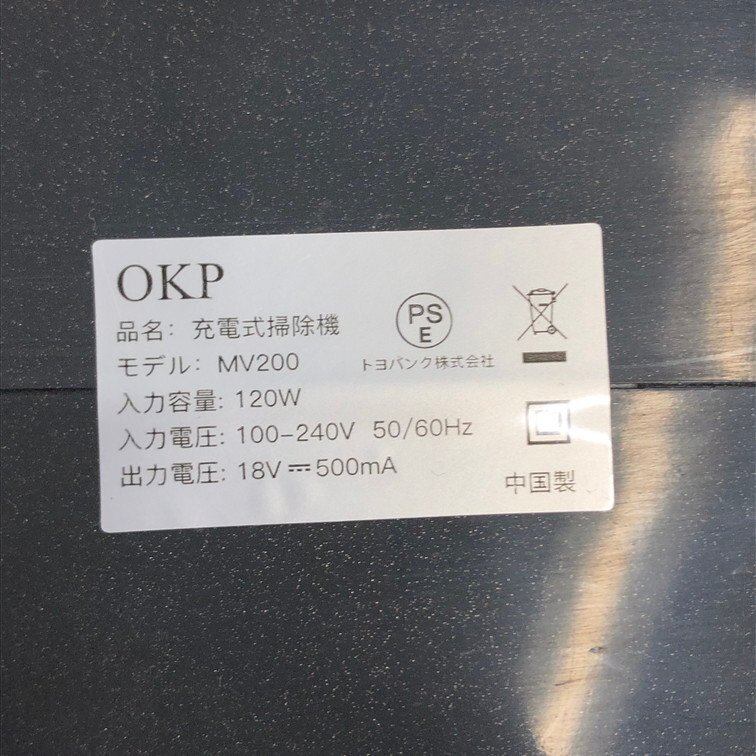 OKP
品名: 充電式掃除機
モデル: MV200
入力容量: 120W
入力電圧: 100-240V 50/60Hz
出力電圧: 18V⎓500mA
PS
E
トヨバンク株式会社
中国製